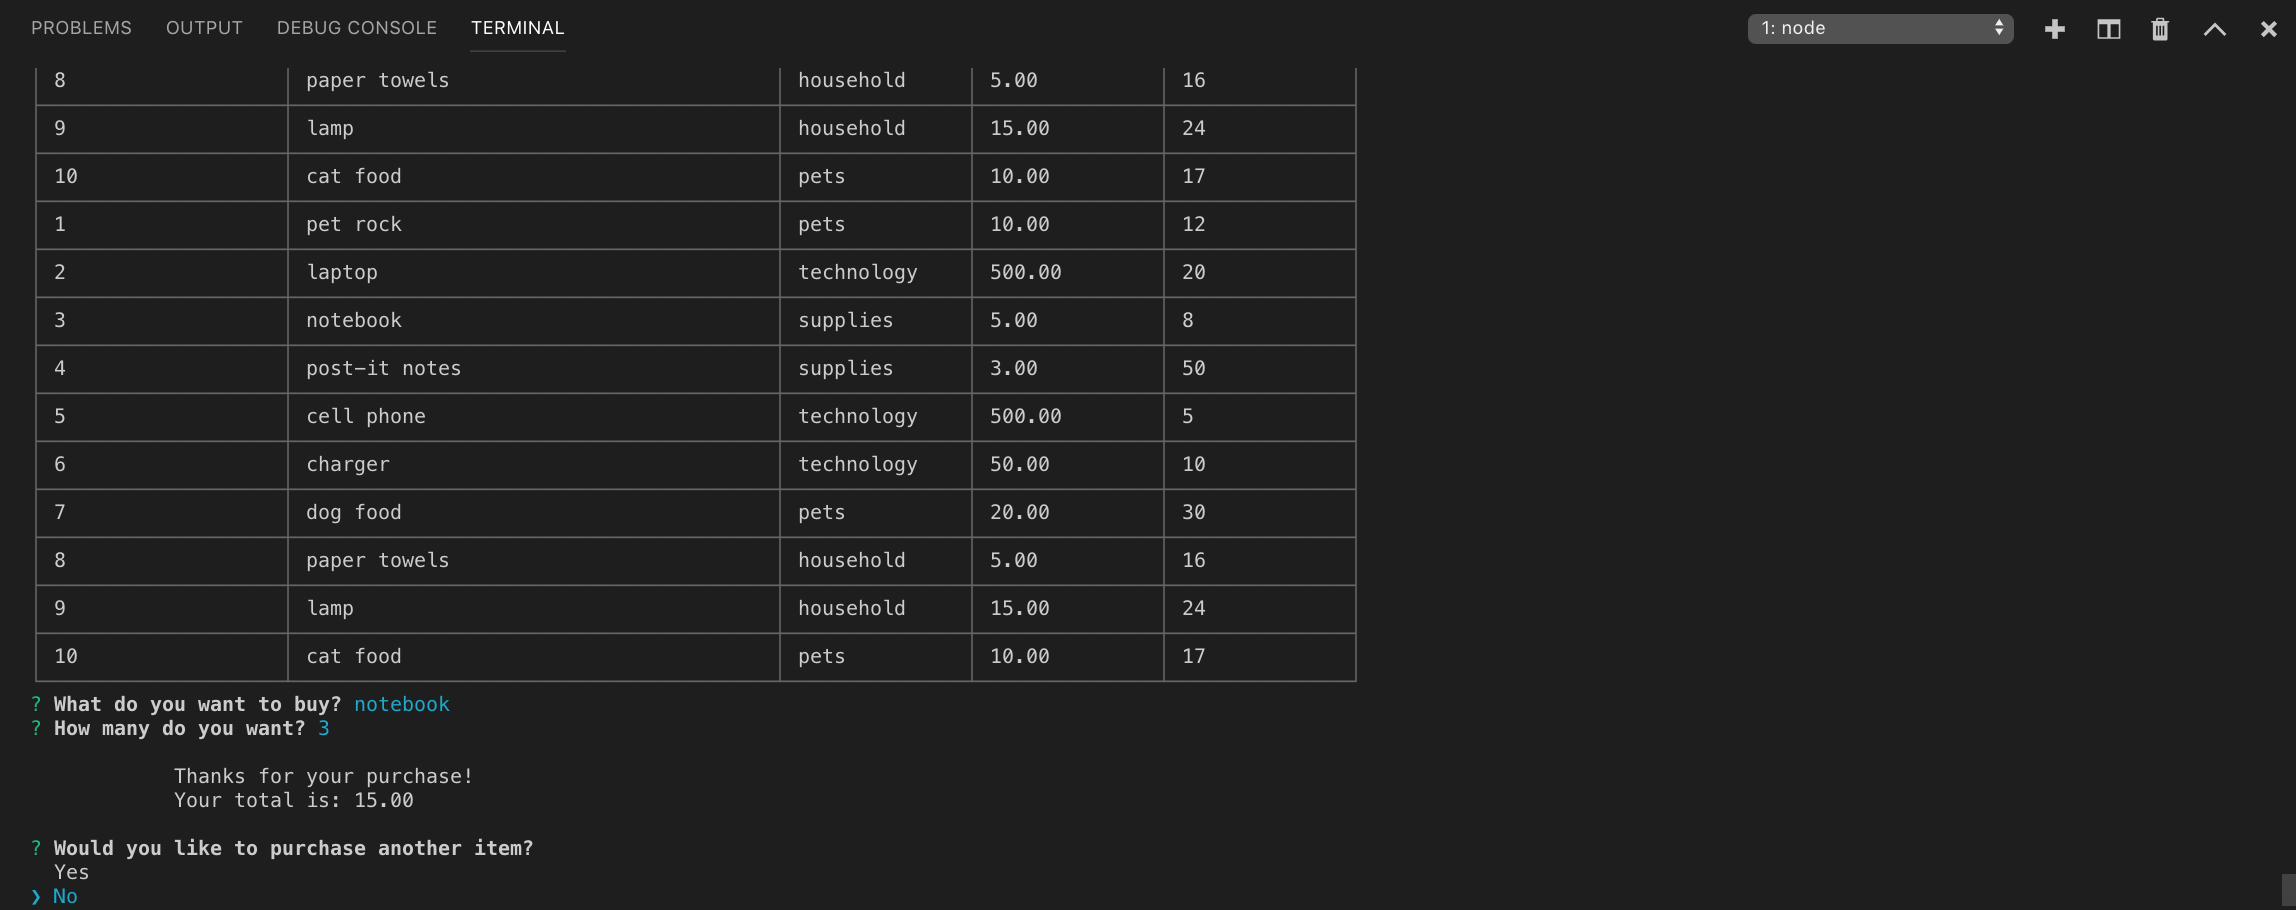 PROBLEMS OUTPUT DEBUG CONSOLE TERMINAL 1: node
8 paper towels household 5.00 16
9 lamp household 15.00 24
10 cat food pets 10.00 17
1 pet rock pets 10.00 12
2 laptop technology 500.00 20
3 notebook supplies 5.00 8
4 post-it notes supplies 3.00 50
5 cell phone technology 500.00 5
6 charger technology 50.00 10
7 dog food pets 20.00 30
8 paper towels household 5.00 16
9 lamp household 15.00 24
10 cat food pets 10.00 17
? What do you want to buy? notebook
? How many do you want? 3
Thanks for your purchase!
Your total is: 15.00
? Would you like to purchase another item?
Yes
❯ No